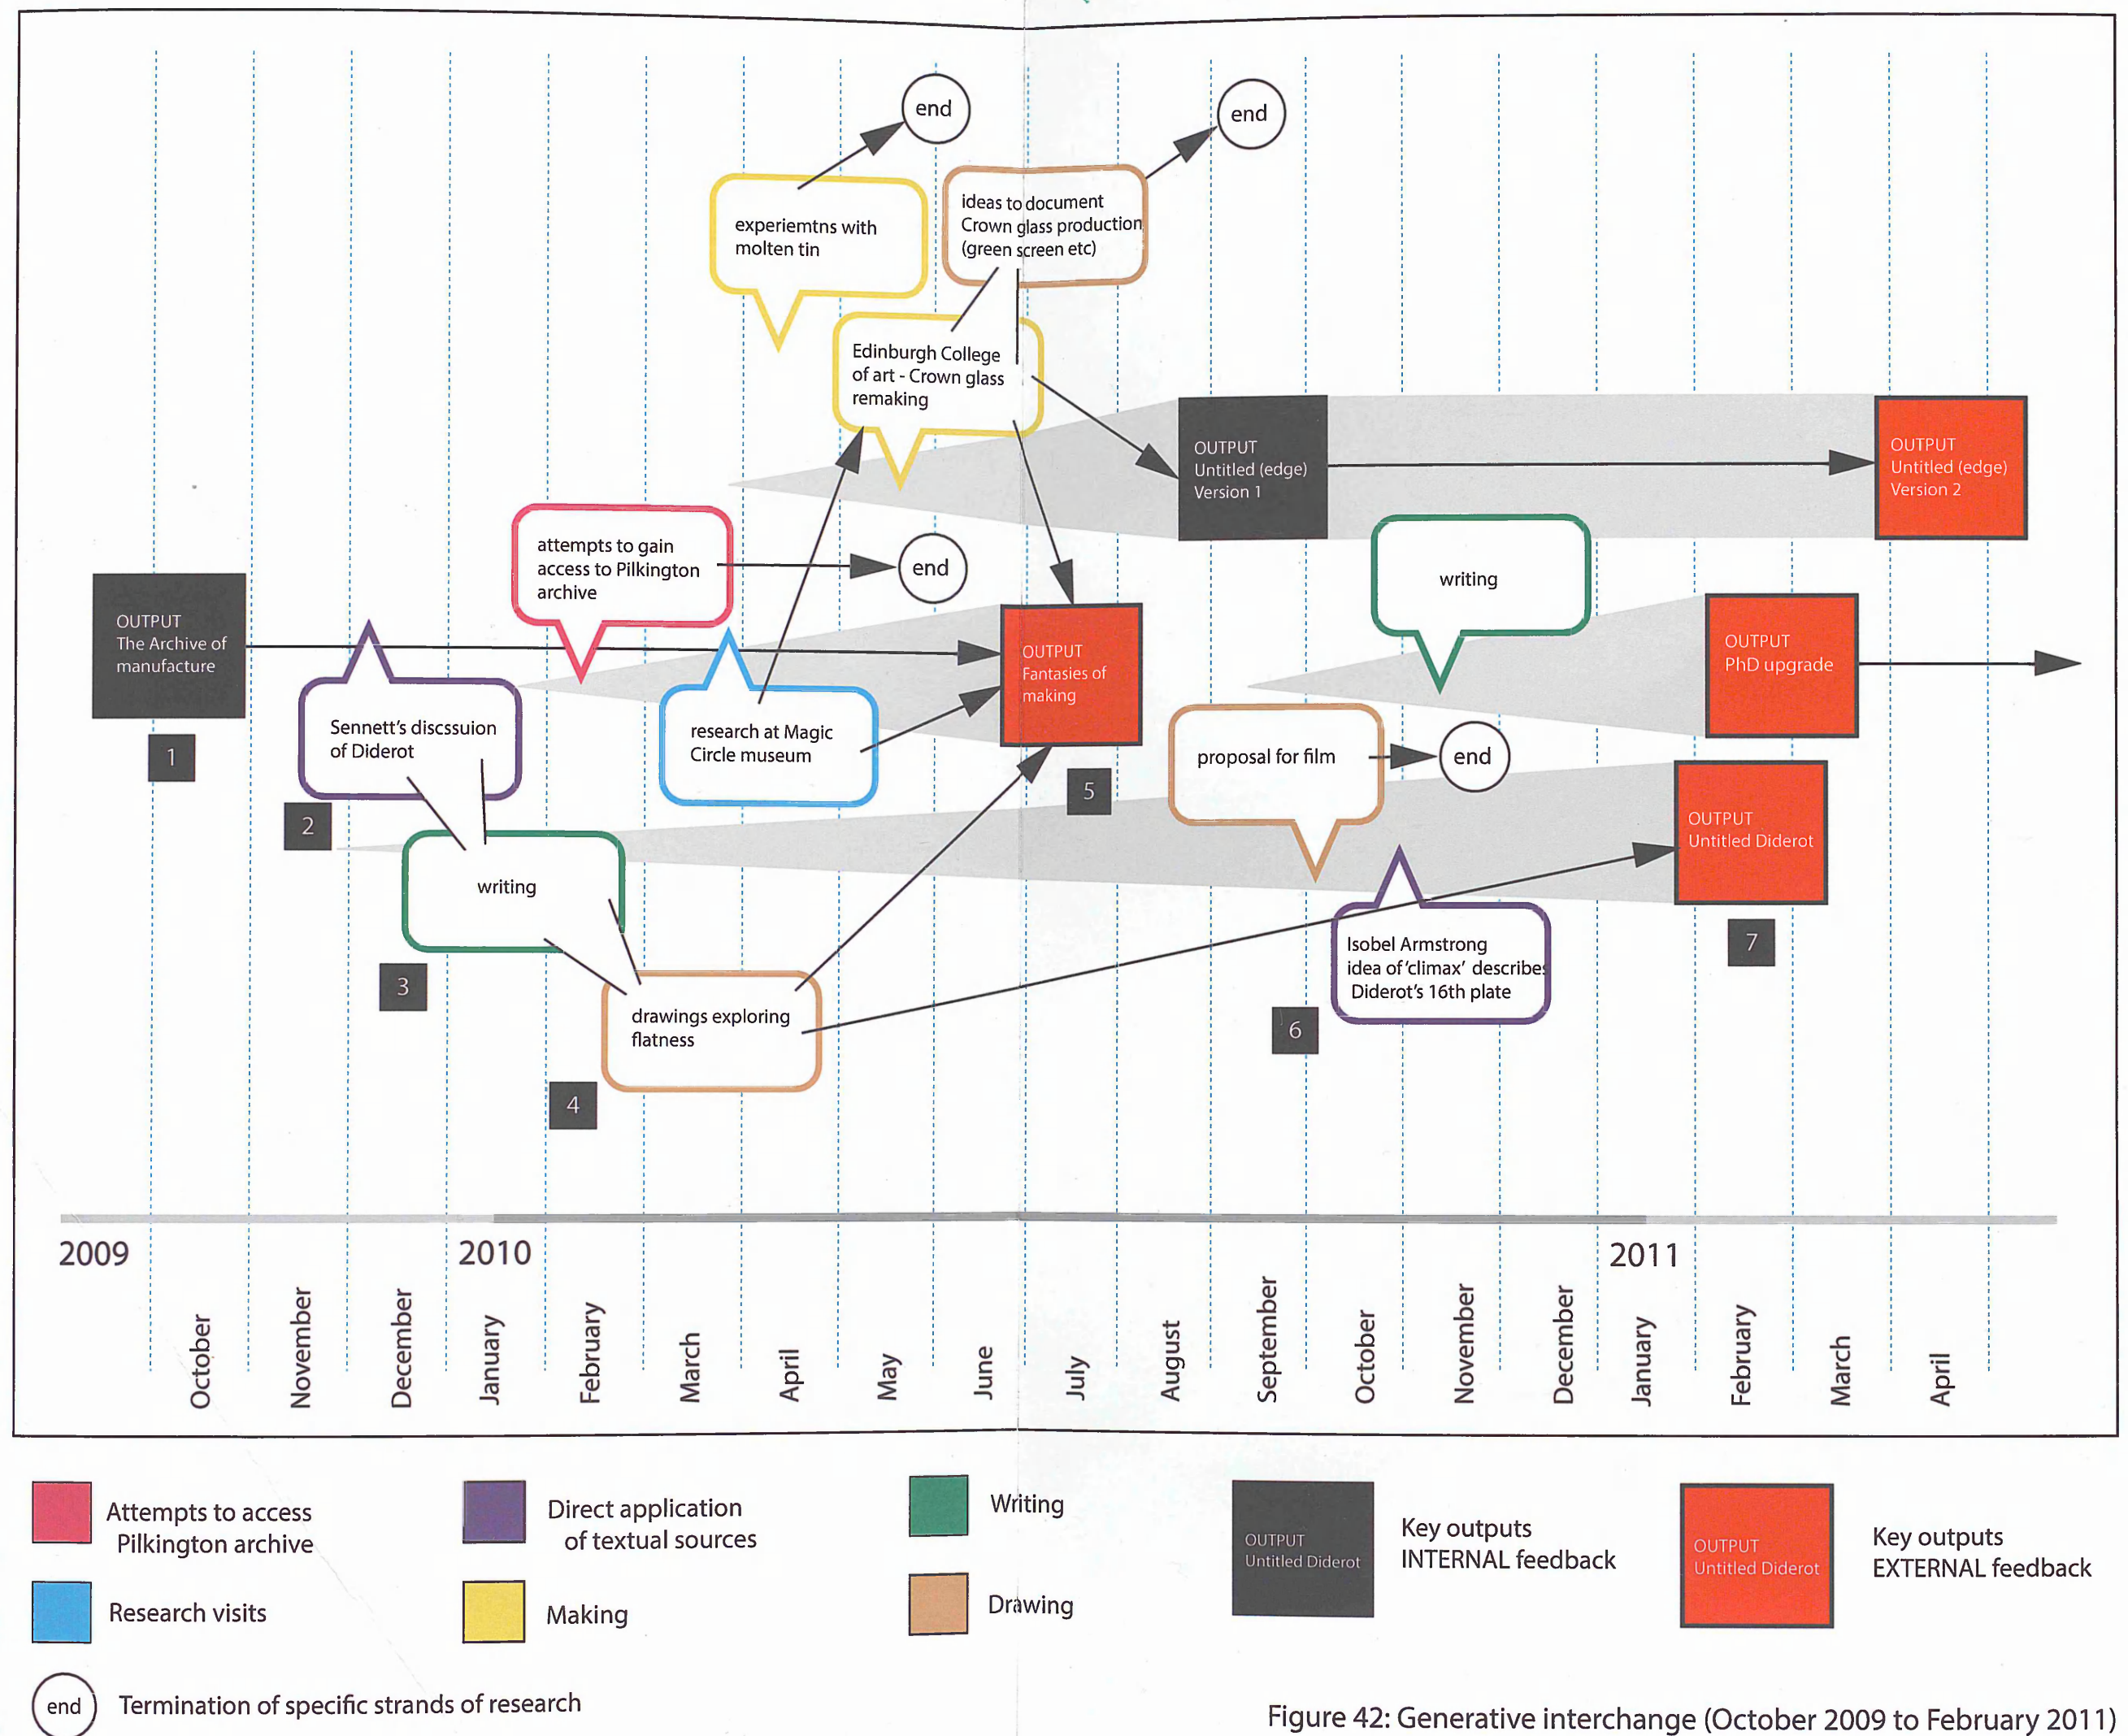 end
end
experiemtns with
molten tin
ideas to document
Crown glass production
(green screen etc)
Edinburgh College
of art - Crown glass
remaking
OUTPUT
Untitled (edge)
Version 1
OUTPUT
Untitled (edge)
Version 2
attempts to gain
access to Pilkington
archive
end
writing
OUTPUT
The Archive of
manufacture
OUTPUT
Fantasies of
making
OUTPUT
PhD upgrade
1
Sennett's discssuion
of Diderot
research at Magic
Circle museum
proposal for film
end
5
2
OUTPUT
Untitled Diderot
writing
3
7
Isobel Armstrong
idea of 'climax' describes
Diderot's 16th plate
drawings exploring
flatness
6
4
2009
2010
2011
October
November
December
January
February
March
April
May
June
July
August
September
October
November
December
January
February
March
April
Attempts to access
Pilkington archive
Direct application
of textual sources
Writing
OUTPUT
Untitled Diderot
Key outputs
INTERNAL feedback
OUTPUT
Untitled Diderot
Key outputs
EXTERNAL feedback
Research visits
Making
Drawing
end
Termination of specific strands of research
Figure 42: Generative interchange (October 2009 to February 2011)